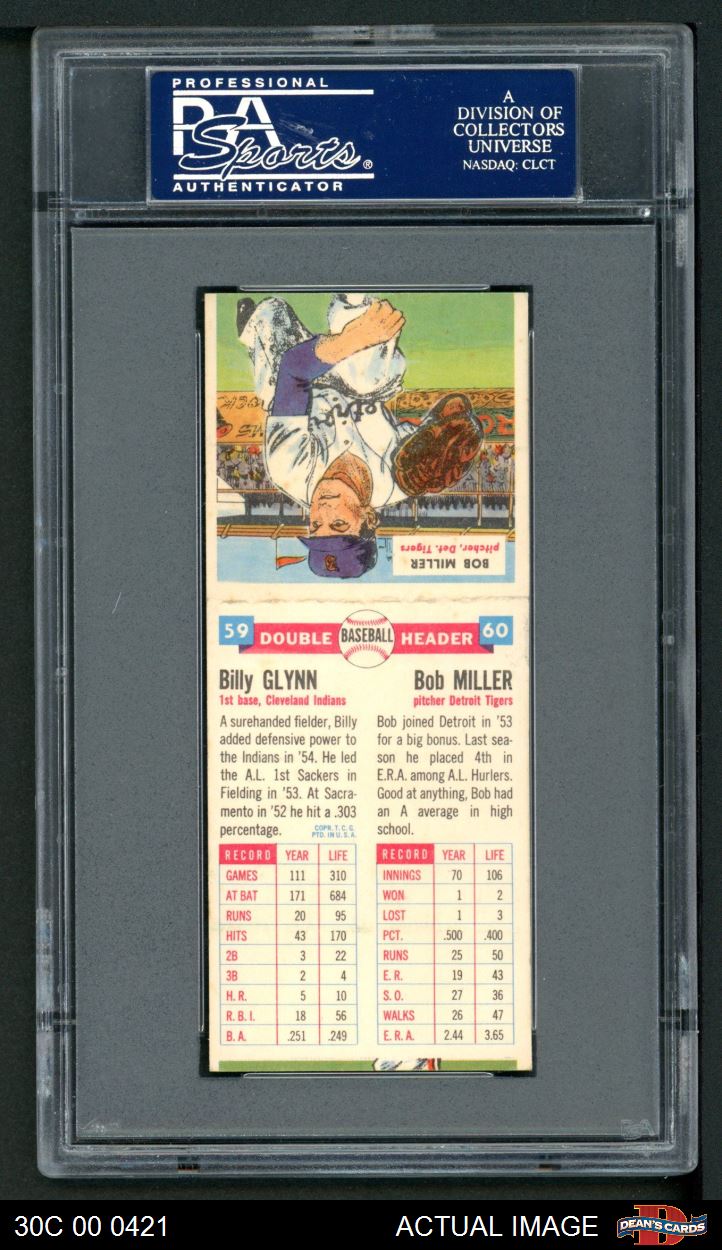 PROFESSIONAL
PSA
Sports®
AUTHENTICATOR
A
DIVISION OF
COLLECTORS
UNIVERSE
NASDAQ: CLCT
Detroit
BOB MILLER
pitcher, Det. Tigers
59 DOUBLE BASEBALL HEADER 60
Billy GLYNN
1st base, Cleveland Indians
A surehanded fielder, Billy
added defensive power to
the Indians in '54. He led
the A.L. 1st Sackers in
Fielding in '53. At Sacra-
mento in '52 he hit a .303
percentage.
COPR. T. C. G.
PTD. IN U. S. A.
Bob MILLER
pitcher Detroit Tigers
Bob joined Detroit in '53
for a big bonus. Last sea-
son he placed 4th in
E.R.A. among A.L. Hurlers.
Good at anything, Bob had
an A average in high
school.
RECORD YEAR LIFE
GAMES 111 310
AT BAT 171 684
RUNS 20 95
HITS 43 170
2B 3 22
3B 2 4
H. R. 5 10
R. B. I. 18 56
B. A. .251 .249
RECORD YEAR LIFE
INNINGS 70 106
WON 1 2
LOST 1 3
PCT. .500 .400
RUNS 25 50
E. R. 19 43
S. O. 27 36
WALKS 26 47
E. R. A. 2.44 3.65
PSA
30C 00 0421
ACTUAL IMAGE
D
DEAN'S CARDS